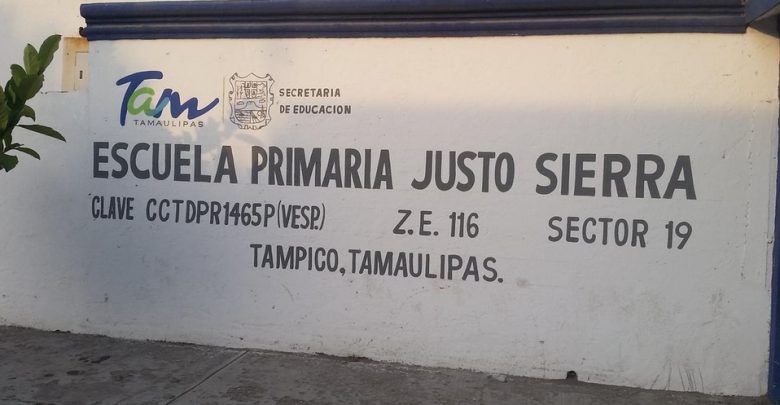 Tam
TAMAULIPAS
SECRETARIA
DE EDUCACION
ESCUELA PRIMARIA JUSTO SIERRA
CLAVE CCTDPR1465P(VESP.) Z.E. 116 SECTOR 19
TAMPICO, TAMAULIPAS.